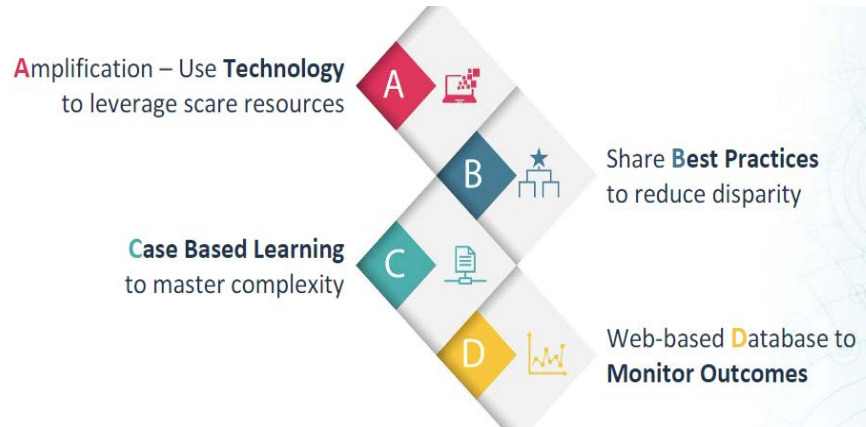 Amplification – Use Technology
to leverage scare resources
A
B
Share Best Practices
to reduce disparity
Case Based Learning
to master complexity
C
D
Web-based Database to
Monitor Outcomes